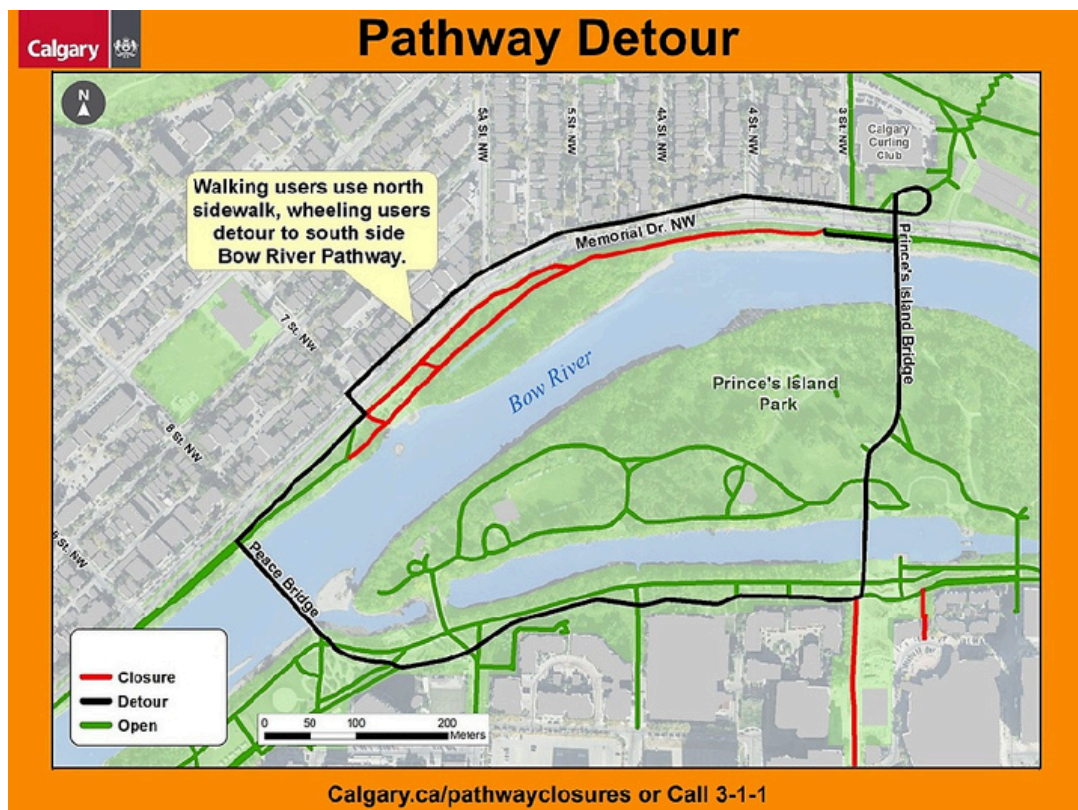 Calgary
Pathway Detour
N
5A St. NW
5 St. NW
4A St. NW
4 St. NW
3 St. NW
Calgary
Curling
Club
Walking users use north
sidewalk, wheeling users
detour to south side
Bow River Pathway.
Memorial Dr. NW
Prince's Island Bridge
7 St. NW
Bow River
Prince's Island
Park
8 St. NW
St. NW
Peace Bridge
Closure
Detour
Open
0 50 100 200
Meters
Calgary.ca/pathwayclosures or Call 3-1-1